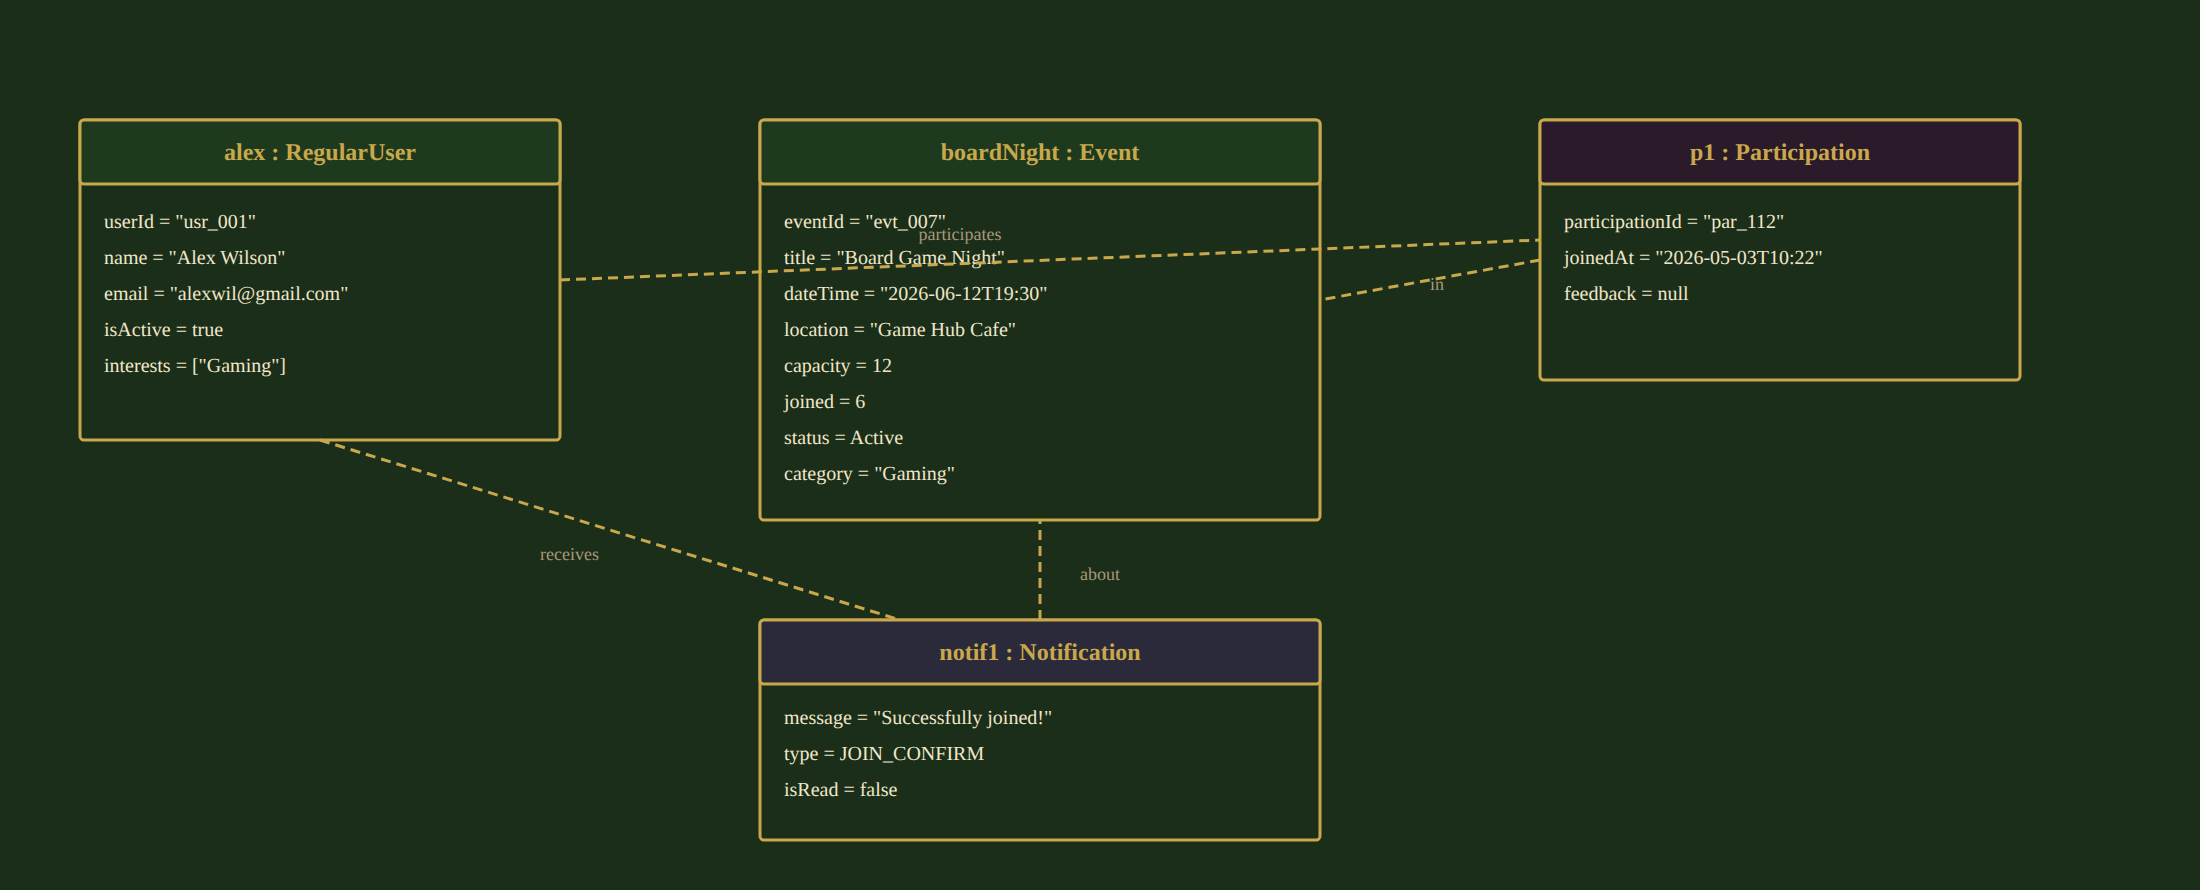 alex : RegularUser
userId = "usr_001"
name = "Alex Wilson"
email = "alexwil@gmail.com"
isActive = true
interests = ["Gaming"]
boardNight : Event
eventId = "evt_007"
participates
title = "Board Game Night"
dateTime = "2026-06-12T19:30"
location = "Game Hub Cafe"
capacity = 12
joined = 6
status = Active
category = "Gaming"
p1 : Participation
participationId = "par_112"
joinedAt = "2026-05-03T10:22"
feedback = null
in
receives
about
notif1 : Notification
message = "Successfully joined!"
type = JOIN_CONFIRM
isRead = false